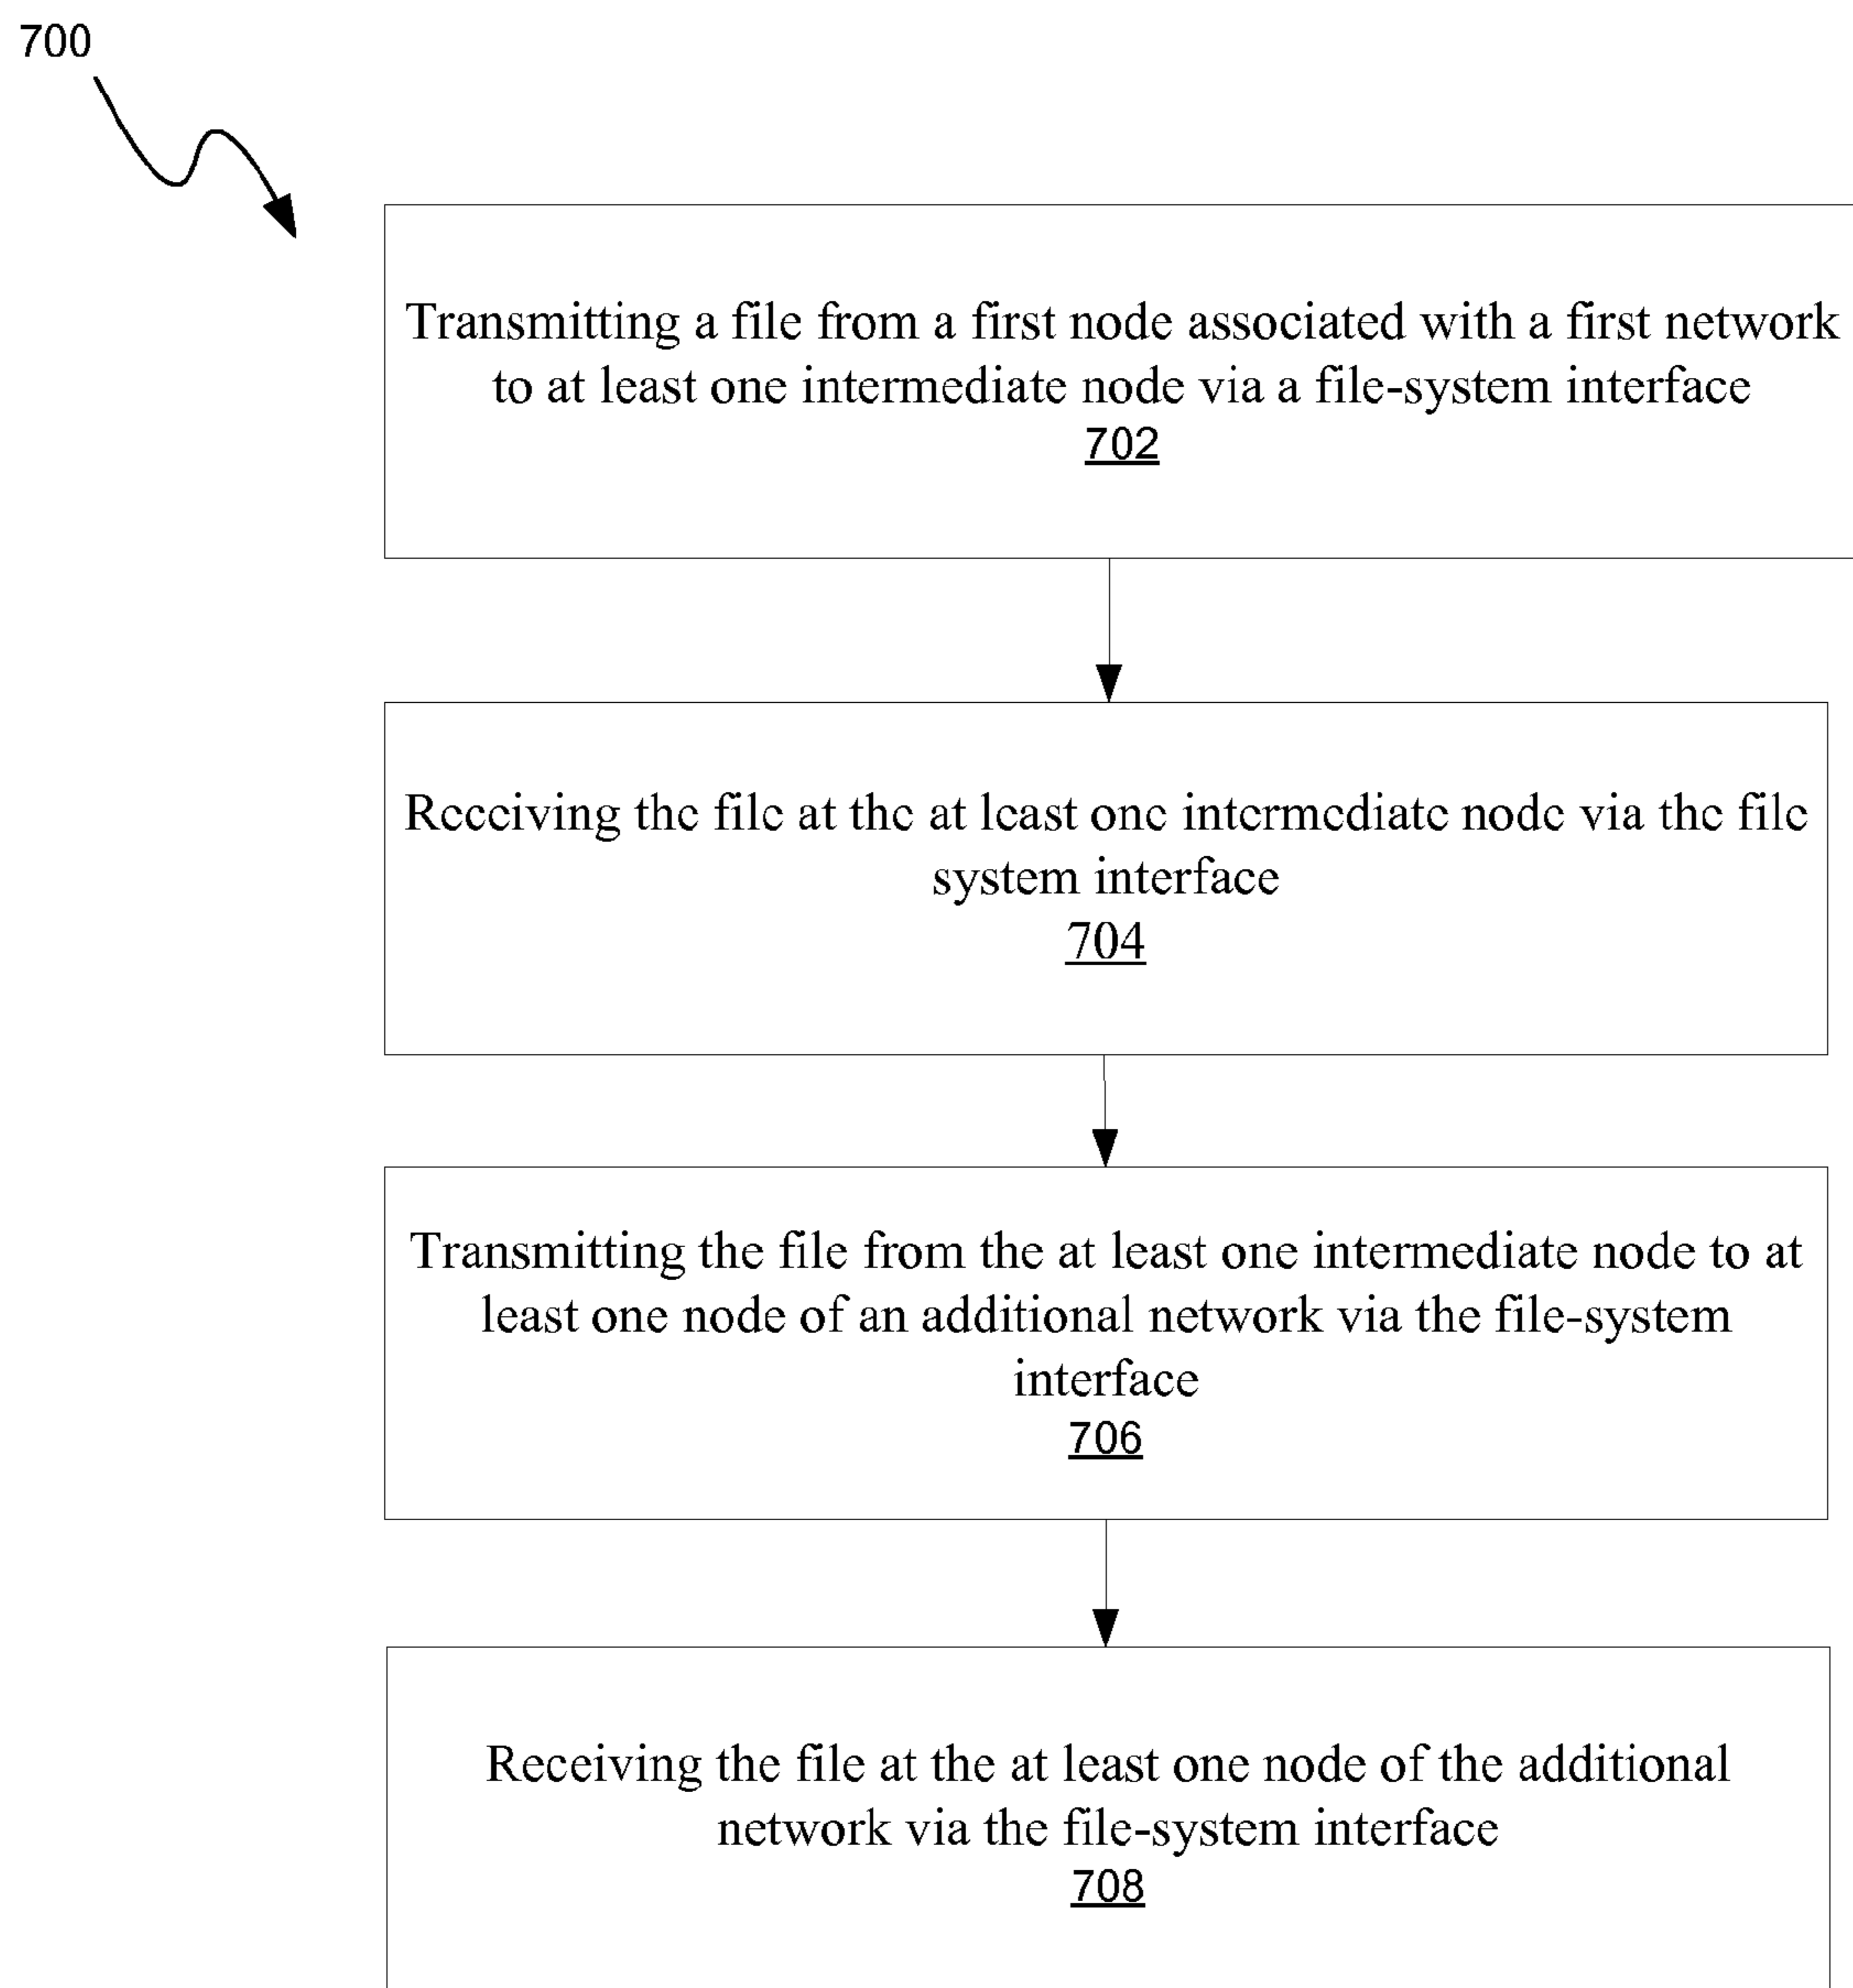 700
Transmitting a file from a first node associated with a first network
to at least one intermediate node via a file-system interface
702
Receiving the file at the at least one intermediate node via the file
system interface
704
Transmitting the file from the at least one intermediate node to at
least one node of an additional network via the file-system
interface
706
Receiving the file at the at least one node of the additional
network via the file-system interface
708